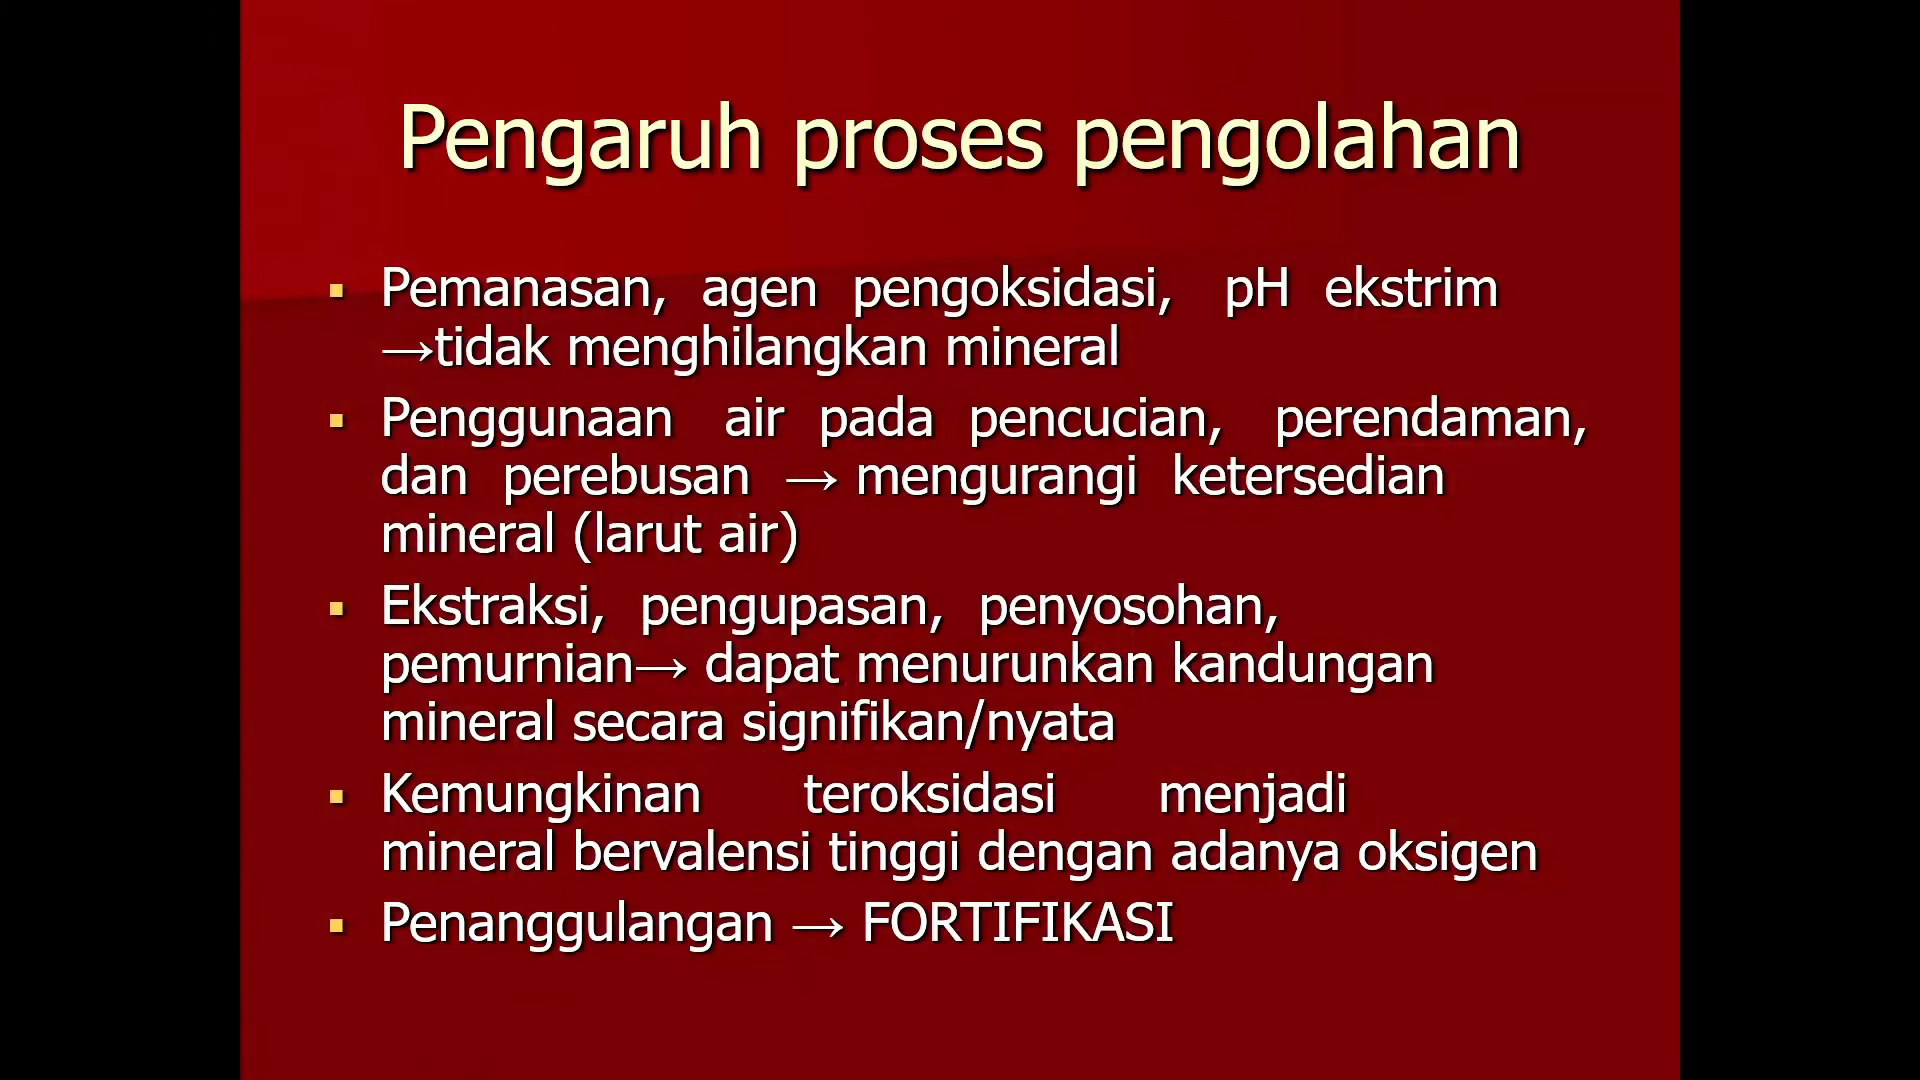 Pengaruh proses pengolahan
▪ Pemanasan, agen pengoksidasi, pH ekstrim
→tidak menghilangkan mineral
▪ Penggunaan air pada pencucian, perendaman,
dan perebusan → mengurangi ketersedian
mineral (larut air)
▪ Ekstraksi, pengupasan, penyosohan,
pemurnian→ dapat menurunkan kandungan
mineral secara signifikan/nyata
▪ Kemungkinan teroksidasi menjadi
mineral bervalensi tinggi dengan adanya oksigen
▪ Penanggulangan → FORTIFIKASI